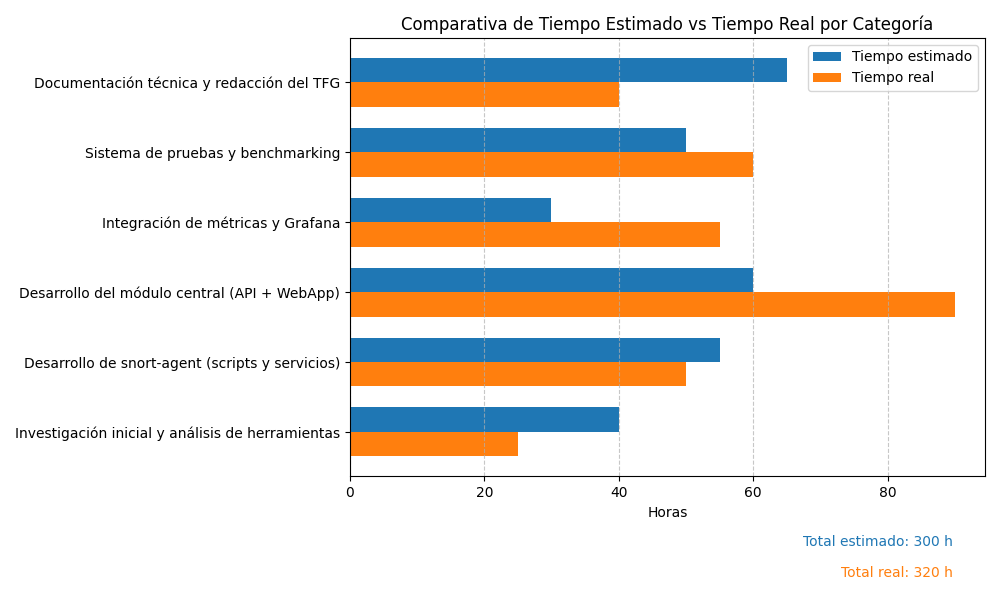 Comparativa de Tiempo Estimado vs Tiempo Real por Categoría
Tiempo estimado
Tiempo real
Documentación técnica y redacción del TFG
Sistema de pruebas y benchmarking
Integración de métricas y Grafana
Desarrollo del módulo central (API + WebApp)
Desarrollo de snort-agent (scripts y servicios)
Investigación inicial y análisis de herramientas
0 20 40 60 80
Horas
Total estimado: 300 h
Total real: 320 h